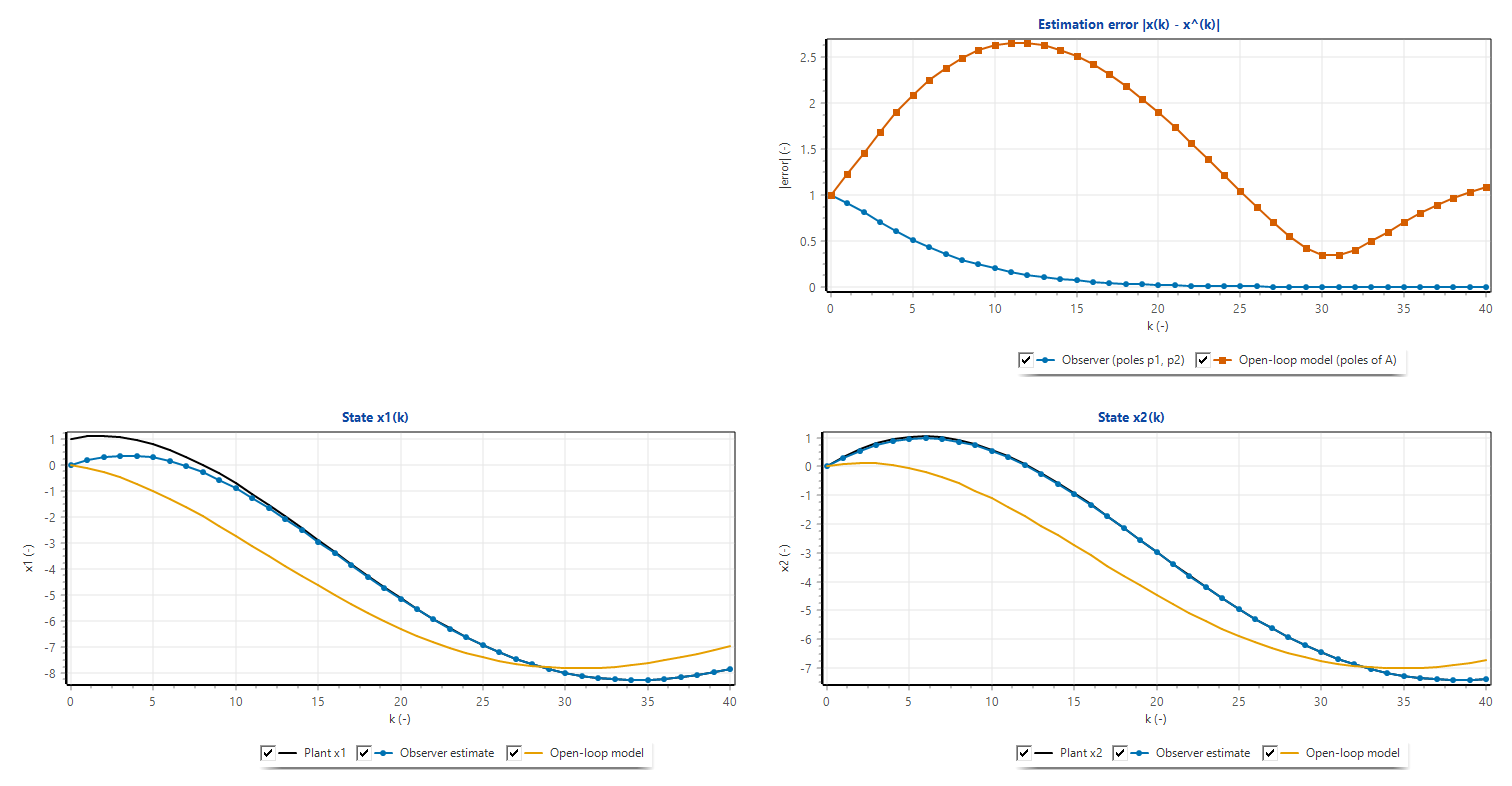 Estimation error |x(k) - x^(k)|
2.5
2
1.5
1
0.5
0
|error| (-)
0 5 10 15 20 25 30 35 40
k (-)
Observer (poles p1, p2) Open-loop model (poles of A)
State x1(k)
1
0
-1
-2
-3
-4
-5
-6
-7
-8
x1 (-)
0 5 10 15 20 25 30 35 40
k (-)
Plant x1 Observer estimate Open-loop model
State x2(k)
1
0
-1
-2
-3
-4
-5
-6
-7
x2 (-)
0 5 10 15 20 25 30 35 40
k (-)
Plant x2 Observer estimate Open-loop model